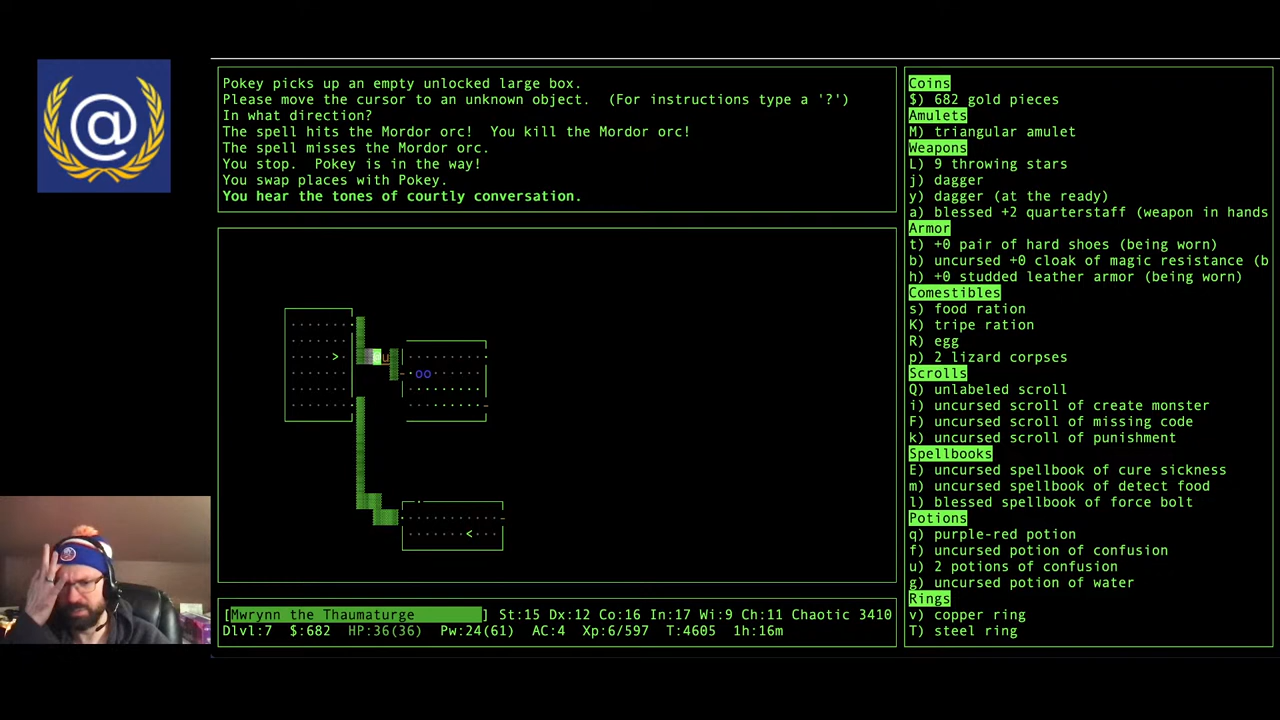 @
Pokey picks up an empty unlocked large box.
Please move the cursor to an unknown object.  (For instructions type a '?')
In what direction?
The spell hits the Mordor orc!  You kill the Mordor orc!
The spell misses the Mordor orc.
You stop.  Pokey is in the way!
You swap places with Pokey.
You hear the tones of courtly conversation.
>
u
oo
<
[Mwrynn the Thaumaturge        ] St:15 Dx:12 Co:16 In:17 Wi:9 Ch:11 Chaotic 3410
Dlvl:7  $:682  HP:36(36)  Pw:24(61)  AC:4  Xp:6/597  T:4605  1h:16m
Coins
$) 682 gold pieces
Amulets
M) triangular amulet
Weapons
L) 9 throwing stars
j) dagger
y) dagger (at the ready)
a) blessed +2 quarterstaff (weapon in hands
Armor
t) +0 pair of hard shoes (being worn)
b) uncursed +0 cloak of magic resistance (b
h) +0 studded leather armor (being worn)
Comestibles
s) food ration
K) tripe ration
R) egg
p) 2 lizard corpses
Scrolls
Q) unlabeled scroll
i) uncursed scroll of create monster
F) uncursed scroll of missing code
k) uncursed scroll of punishment
Spellbooks
E) uncursed spellbook of cure sickness
m) uncursed spellbook of detect food
l) blessed spellbook of force bolt
Potions
q) purple-red potion
f) uncursed potion of confusion
u) 2 potions of confusion
g) uncursed potion of water
Rings
v) copper ring
T) steel ring